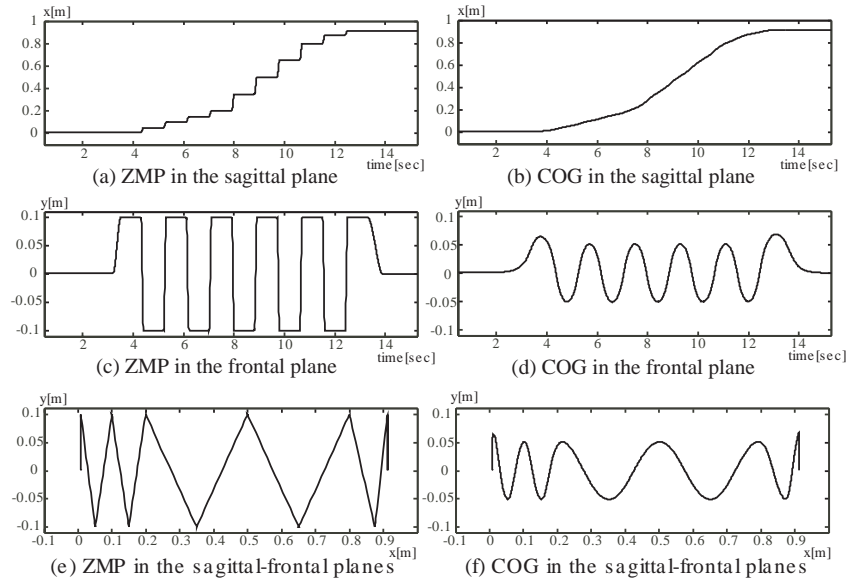 x[m]
1
0.8
0.6
0.4
0.2
0
2 4 6 8 10 12 14
time[sec]
(a) ZMP in the sagittal plane
x[m]
1
0.8
0.6
0.4
0.2
0
2 4 6 8 10 12 14
time[sec]
(b) COG in the sagittal plane
y[m]
0.1
0.05
0
-0.05
-0.1
2 4 6 8 10 12 14
time[sec]
(c) ZMP in the frontal plane
y[m]
0.1
0.05
0
-0.05
-0.1
2 4 6 8 10 12 14
time[sec]
(d) COG in the frontal plane
y[m]
0.1
0.05
0
-0.05
-0.1
-0.1 0 0.1 0.2 0.3 0.4 0.5 0.6 0.7 0.8 0.9
x[m]
(e) ZMP in the sagittal-frontal planes
y[m]
0.1
0.05
0
-0.05
-0.1
-0.1 0 0.1 0.2 0.3 0.4 0.5 0.6 0.7 0.8 0.9
x[m]
(f) COG in the sagittal-frontal planes